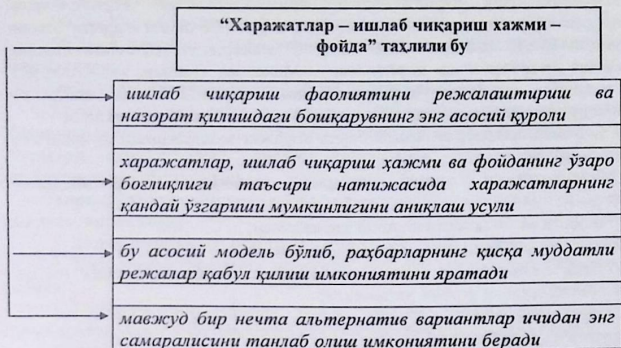 “Харажатлар – ишлаб чиқариш хажми –
фойда” таҳлили бу
ишлаб чиқариш фаолиятини режалаштириш ва
назорат қилишдаги бошқарувнинг энг асосий қуроли
харажатлар, ишлаб чиқариш ҳажми ва фойданинг ўзаро
боғлиқлиги таъсири натижасида харажатларнинг
қандай ўзгариши мумкинлигини аниқлаш усули
бу асосий модель бўлиб, раҳбарларнинг қисқа муддатли
режалар қабул қилиш имкониятини яратади
мавжуд бир нечта альтернатив вариантлар ичидан энг
самаралисини танлаб олиш имкониятини беради